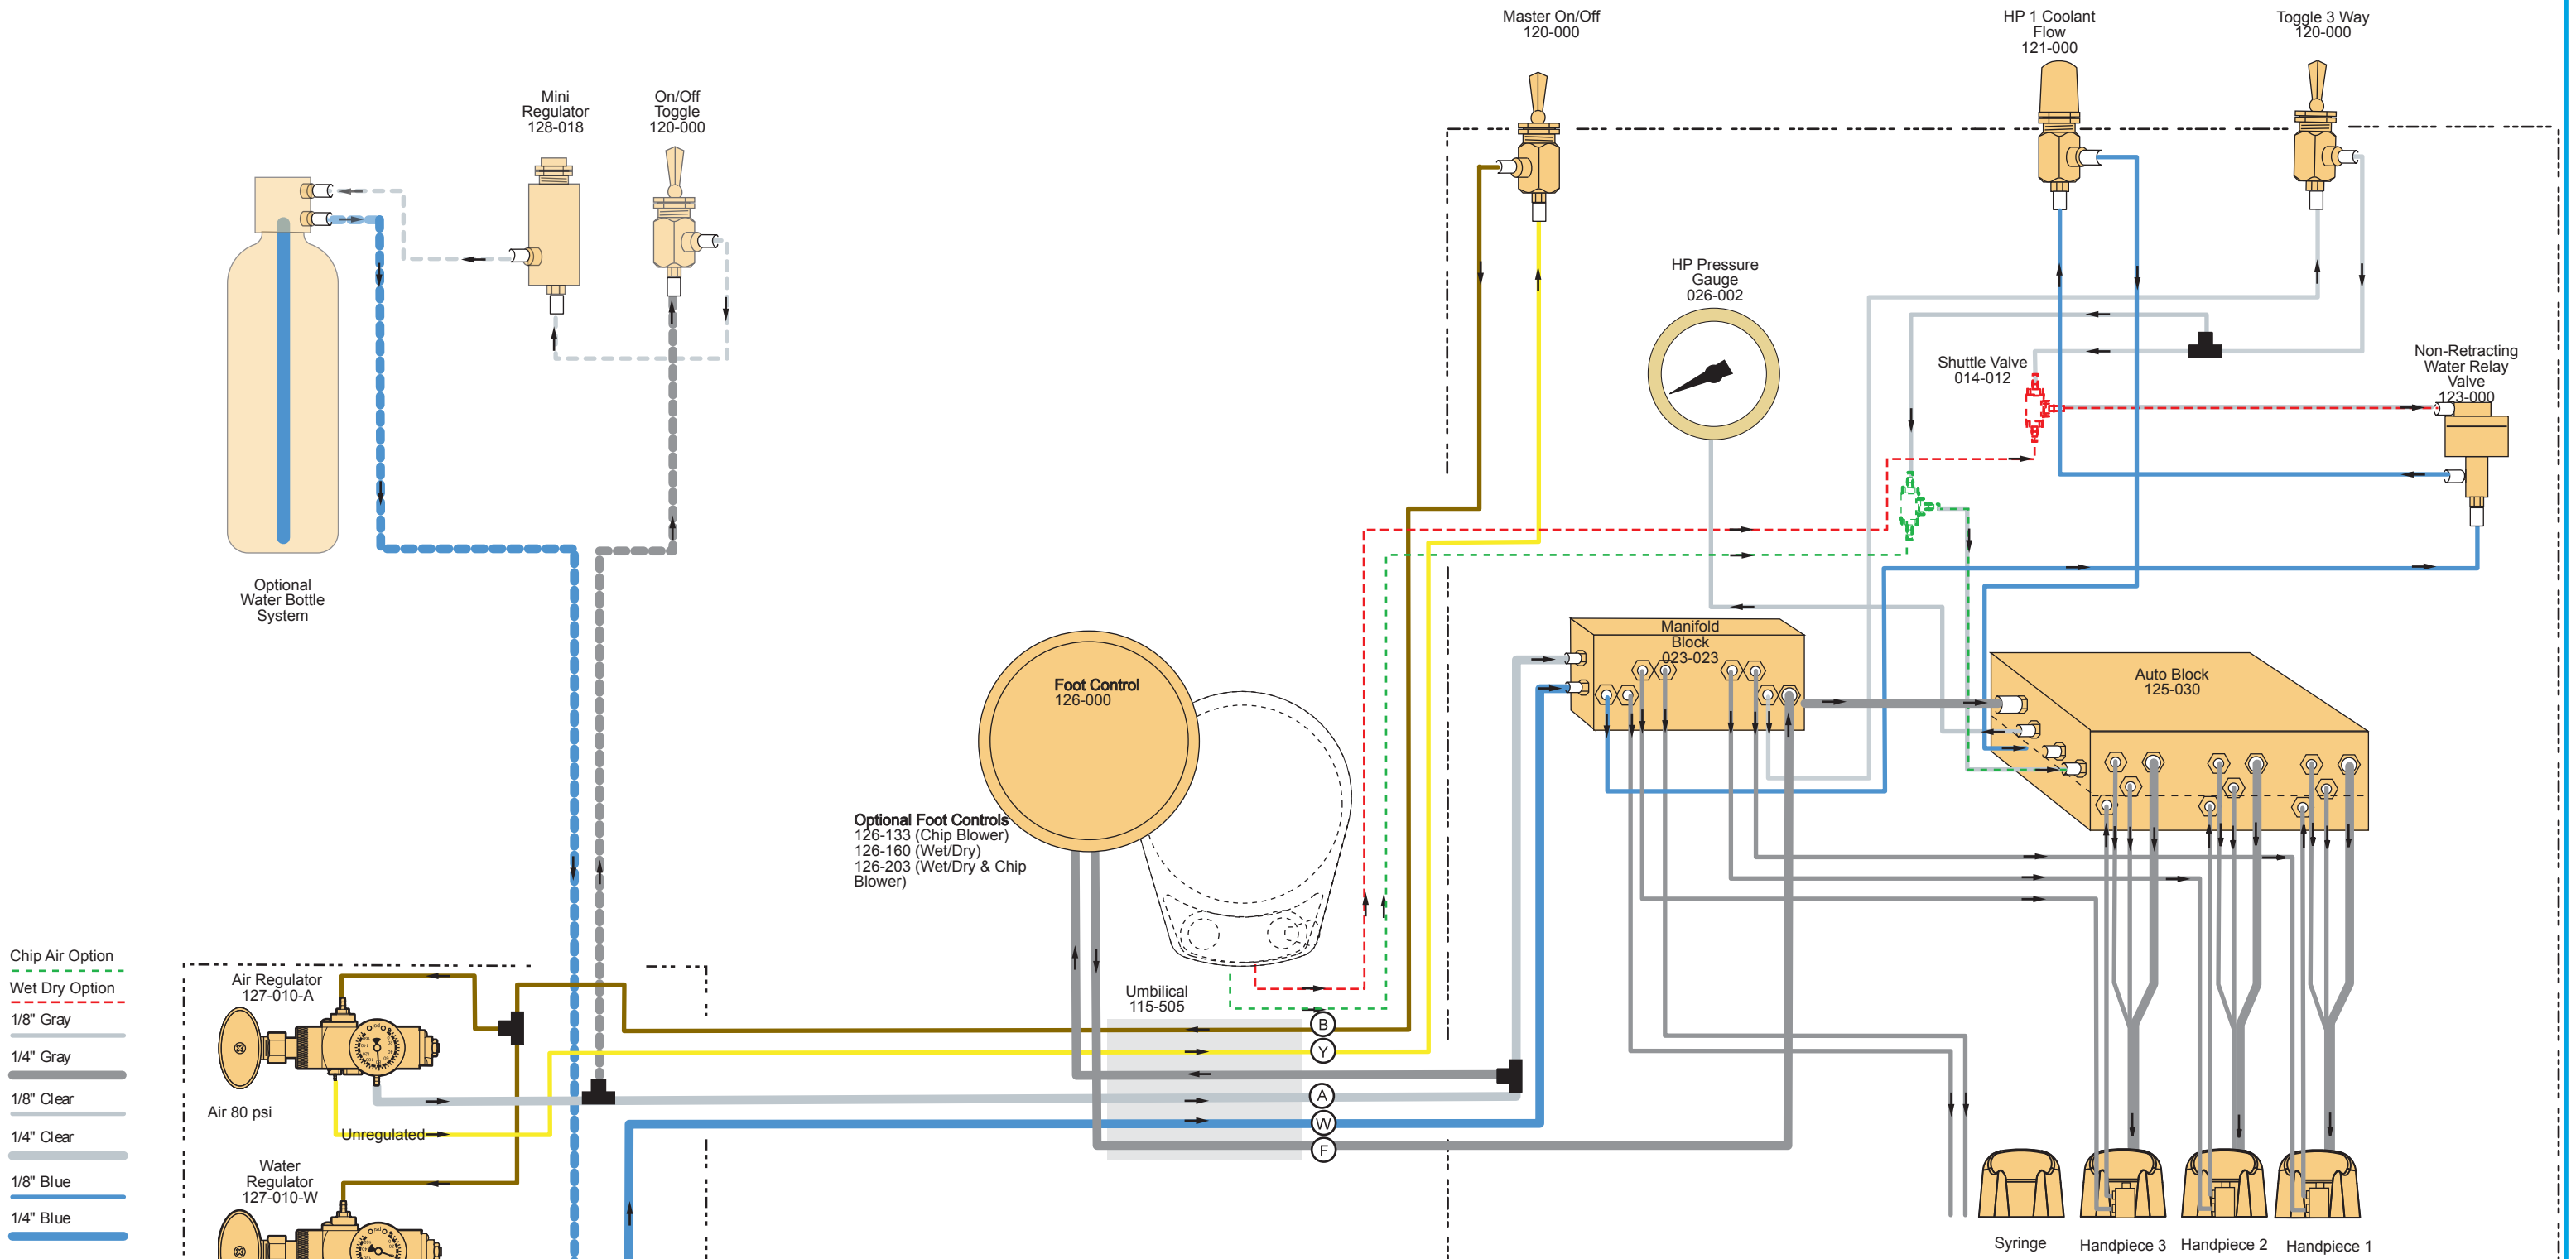 Master On/Off
120-000
HP 1 Coolant
Flow
121-000
Toggle 3 Way
120-000
Mini
Regulator
128-018
On/Off
Toggle
120-000
HP Pressure
Gauge
026-002
Shuttle Valve
014-012
Non-Retracting
Water Relay
Valve
123-000
Optional
Water Bottle
System
Manifold
Block
023-023
Auto Block
125-030
Foot Control
126-000
Optional Foot Controls
126-133 (Chip Blower)
126-160 (Wet/Dry)
126-203 (Wet/Dry & Chip
Blower)
Chip Air Option
Wet Dry Option
1/8" Gray
1/4" Gray
1/8" Clear
1/4" Clear
1/8" Blue
1/4" Blue
Air Regulator
127-010-A
Air 80 psi
Unregulated
Water
Regulator
127-010-W
Umbilical
115-505
B
Y
A
W
F
Syringe
Handpiece 3
Handpiece 2
Handpiece 1